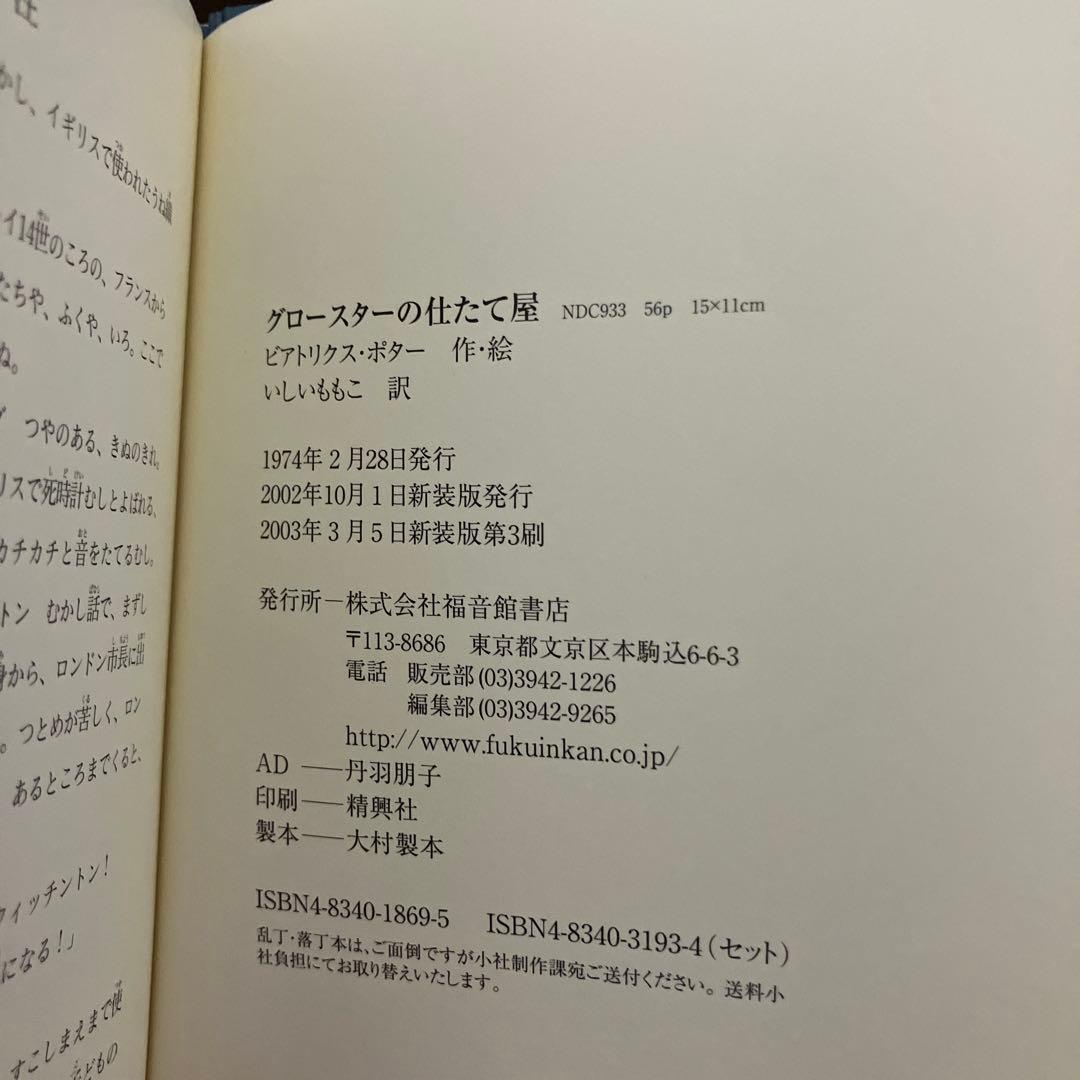 グロースターの仕たて屋 NDC933 56p 15×11cm
ビアトリクス・ポター 作・絵
いしいももこ 訳
1974年2月28日発行
2002年10月1日新装版発行
2003年3月5日新装版第3刷
発行所―株式会社福音館書店
〒113-8686 東京都文京区本駒込6-6-3
電話 販売部(03)3942-1226
編集部(03)3942-9265
http://www.fukuinkan.co.jp/
AD ――丹羽朋子
印刷――精興社
製本――大村製本
ISBN4-8340-1869-5 ISBN4-8340-3193-4(セット)
乱丁・落丁本は、ご面倒ですが小社制作課宛ご送付ください。送料小
社負担にてお取り替えいたします。
かし、イギリスで使われたうね織
イ14世のころの、フランスから
たちや、ふくや、いろ。ここで
ぬ。
つやのある、きぬのきれ。
リスで死時計むしとよばれる、
カチカチと音をたてるむし。
トン むかし話で、まずし
身から、ロンドン市長に出
。つとめが苦しく、ロン
あるところまでくると、
ウィッチントン!
になる!」
すこしまえまで使
こどもの